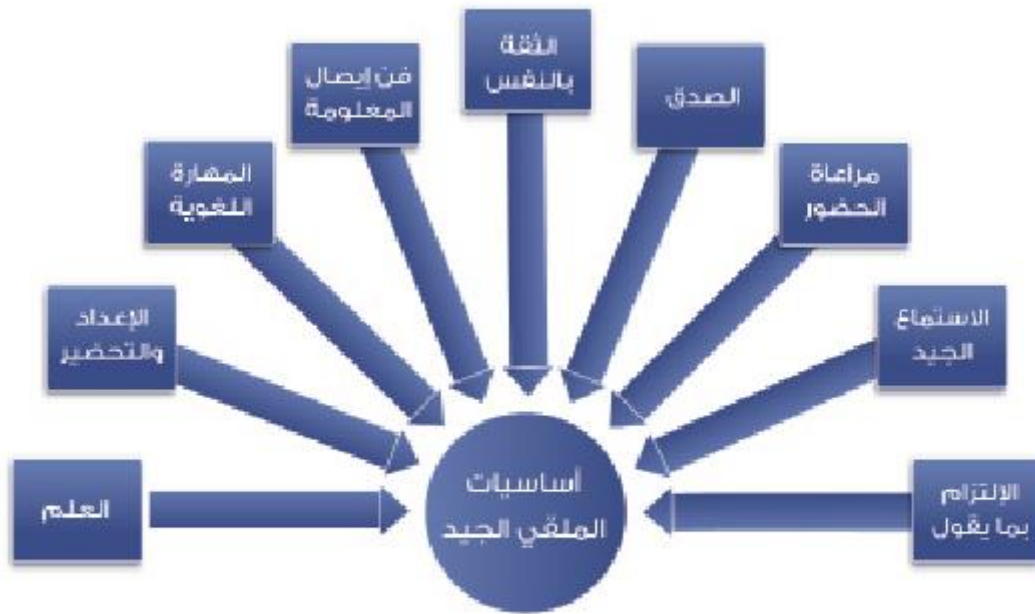 الثقة
بالنفس
الصدق
فن إيصال
المعلومة
مراعاة
الحضور
المهارة
اللغوية
الاستماع
الجيد
الإعداد
والتحضير
الإلتزام
بما يقول
العلم
أساسيات
الملقي الجيد